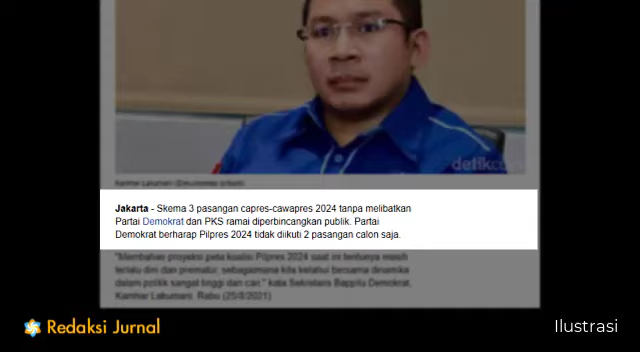 detikcom
Kamhar Lakumani
Jakarta - Skema 3 pasangan capres-cawapres 2024 tanpa melibatkan
Partai Demokrat dan PKS ramai diperbincangkan publik. Partai
Demokrat berharap Pilpres 2024 tidak diikuti 2 pasangan calon saja.
"Membahas proyeksi peta koalisi Pilpres 2024 saat ini tentunya masih
terlalu dini dan prematur, sebagaimana kita ketahui bersama dinamika
dalam politik sangat tinggi dan cair," kata Sekretaris Bappilu Demokrat,
Kamhar Lakumani, Rabu (25/8/2021)
Redaksi Jurnal
Ilustrasi